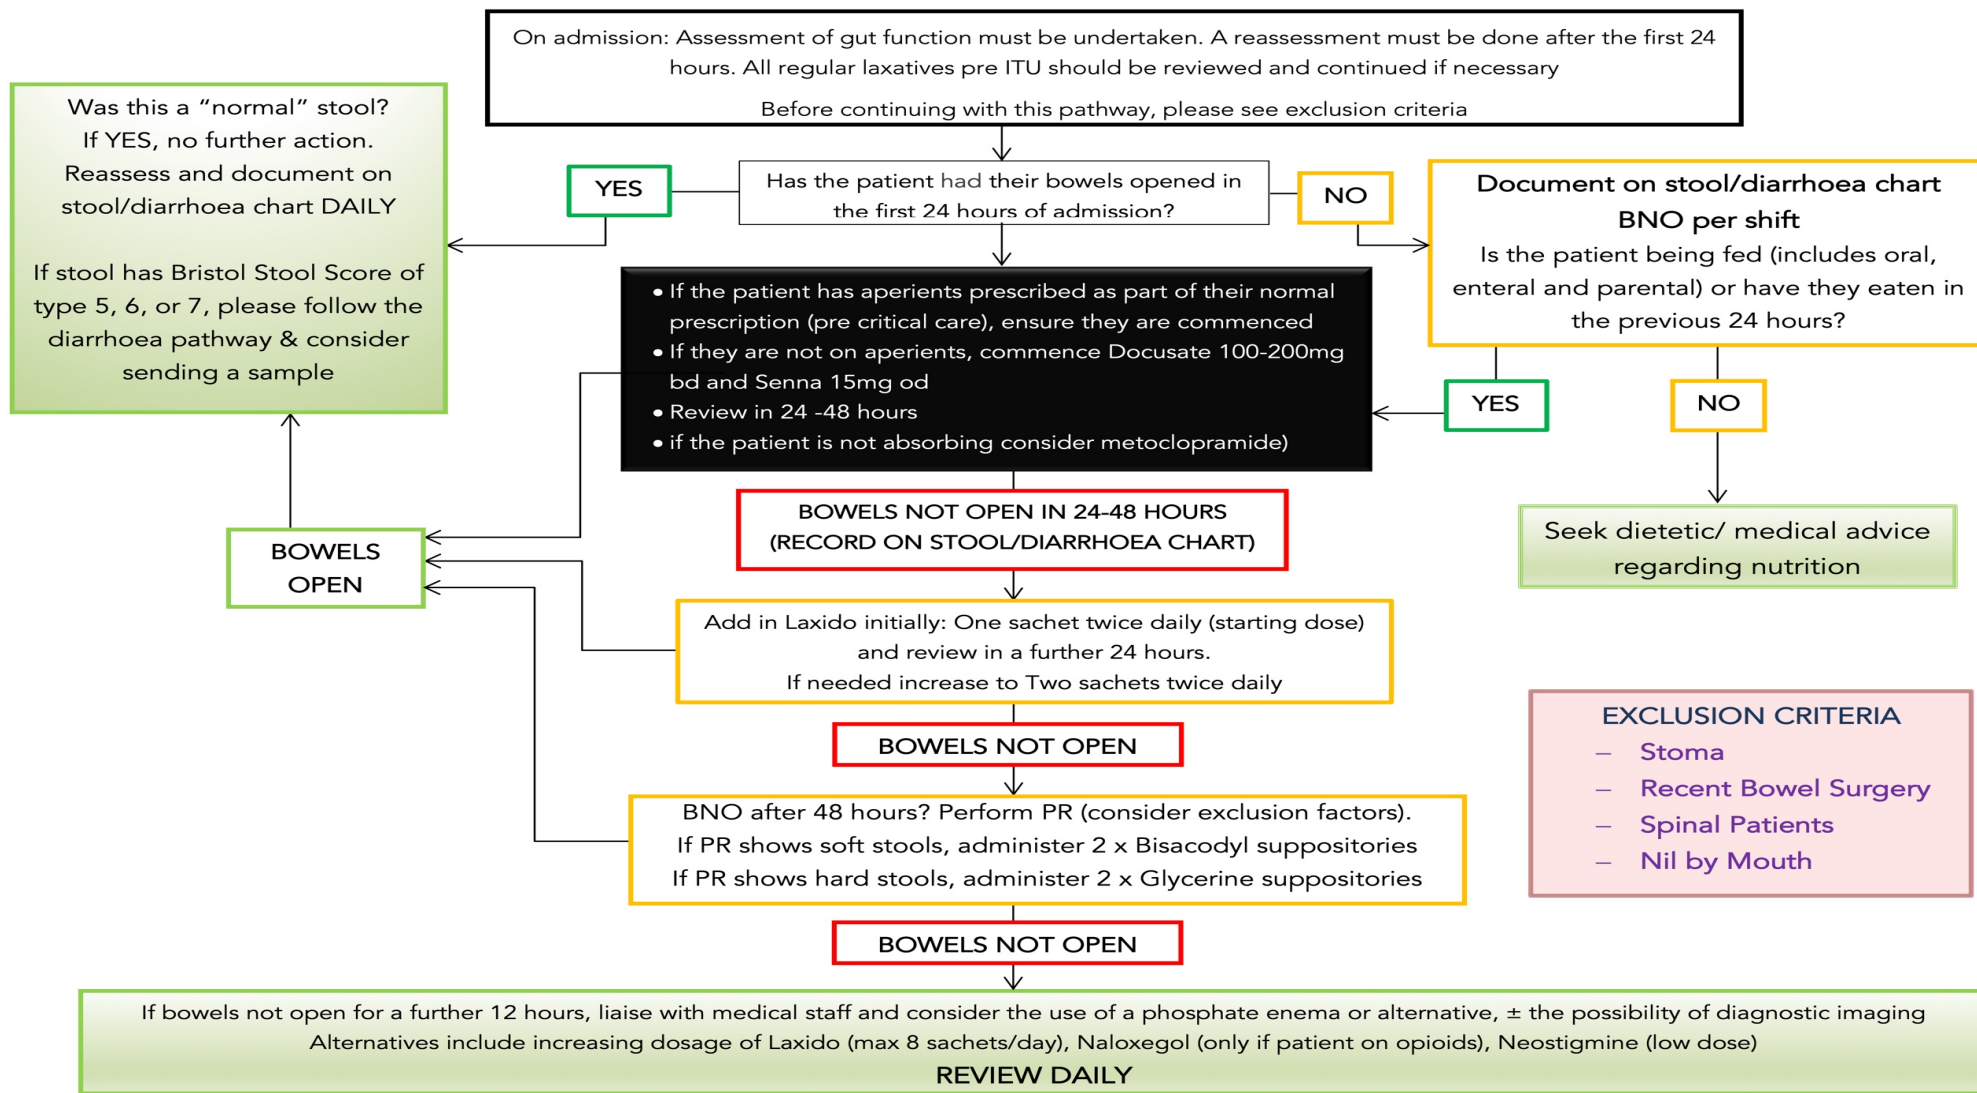 On admission: Assessment of gut function must be undertaken. A reassessment must be done after the first 24
hours. All regular laxatives pre ITU should be reviewed and continued if necessary
Before continuing with this pathway, please see exclusion criteria
Was this a “normal” stool?
If YES, no further action.
Reassess and document on
stool/diarrhoea chart DAILY
If stool has Bristol Stool Score of
type 5, 6, or 7, please follow the
diarrhoea pathway & consider
sending a sample
YES
Has the patient had their bowels opened in
the first 24 hours of admission?
NO
Document on stool/diarrhoea chart
BNO per shift
Is the patient being fed (includes oral,
enteral and parental) or have they eaten in
the previous 24 hours?
• If the patient has aperients prescribed as part of their normal
prescription (pre critical care), ensure they are commenced
• If they are not on aperients, commence Docusate 100-200mg
bd and Senna 15mg od
• Review in 24 -48 hours
• if the patient is not absorbing consider metoclopramide)
YES
NO
Seek dietetic/ medical advice
regarding nutrition
BOWELS NOT OPEN IN 24-48 HOURS
(RECORD ON STOOL/DIARRHOEA CHART)
BOWELS
OPEN
Add in Laxido initially: One sachet twice daily (starting dose)
and review in a further 24 hours.
If needed increase to Two sachets twice daily
BOWELS NOT OPEN
EXCLUSION CRITERIA
– Stoma
– Recent Bowel Surgery
– Spinal Patients
– Nil by Mouth
BNO after 48 hours? Perform PR (consider exclusion factors).
If PR shows soft stools, administer 2 x Bisacodyl suppositories
If PR shows hard stools, administer 2 x Glycerine suppositories
BOWELS NOT OPEN
If bowels not open for a further 12 hours, liaise with medical staff and consider the use of a phosphate enema or alternative, ± the possibility of diagnostic imaging
Alternatives include increasing dosage of Laxido (max 8 sachets/day), Naloxegol (only if patient on opioids), Neostigmine (low dose)
REVIEW DAILY